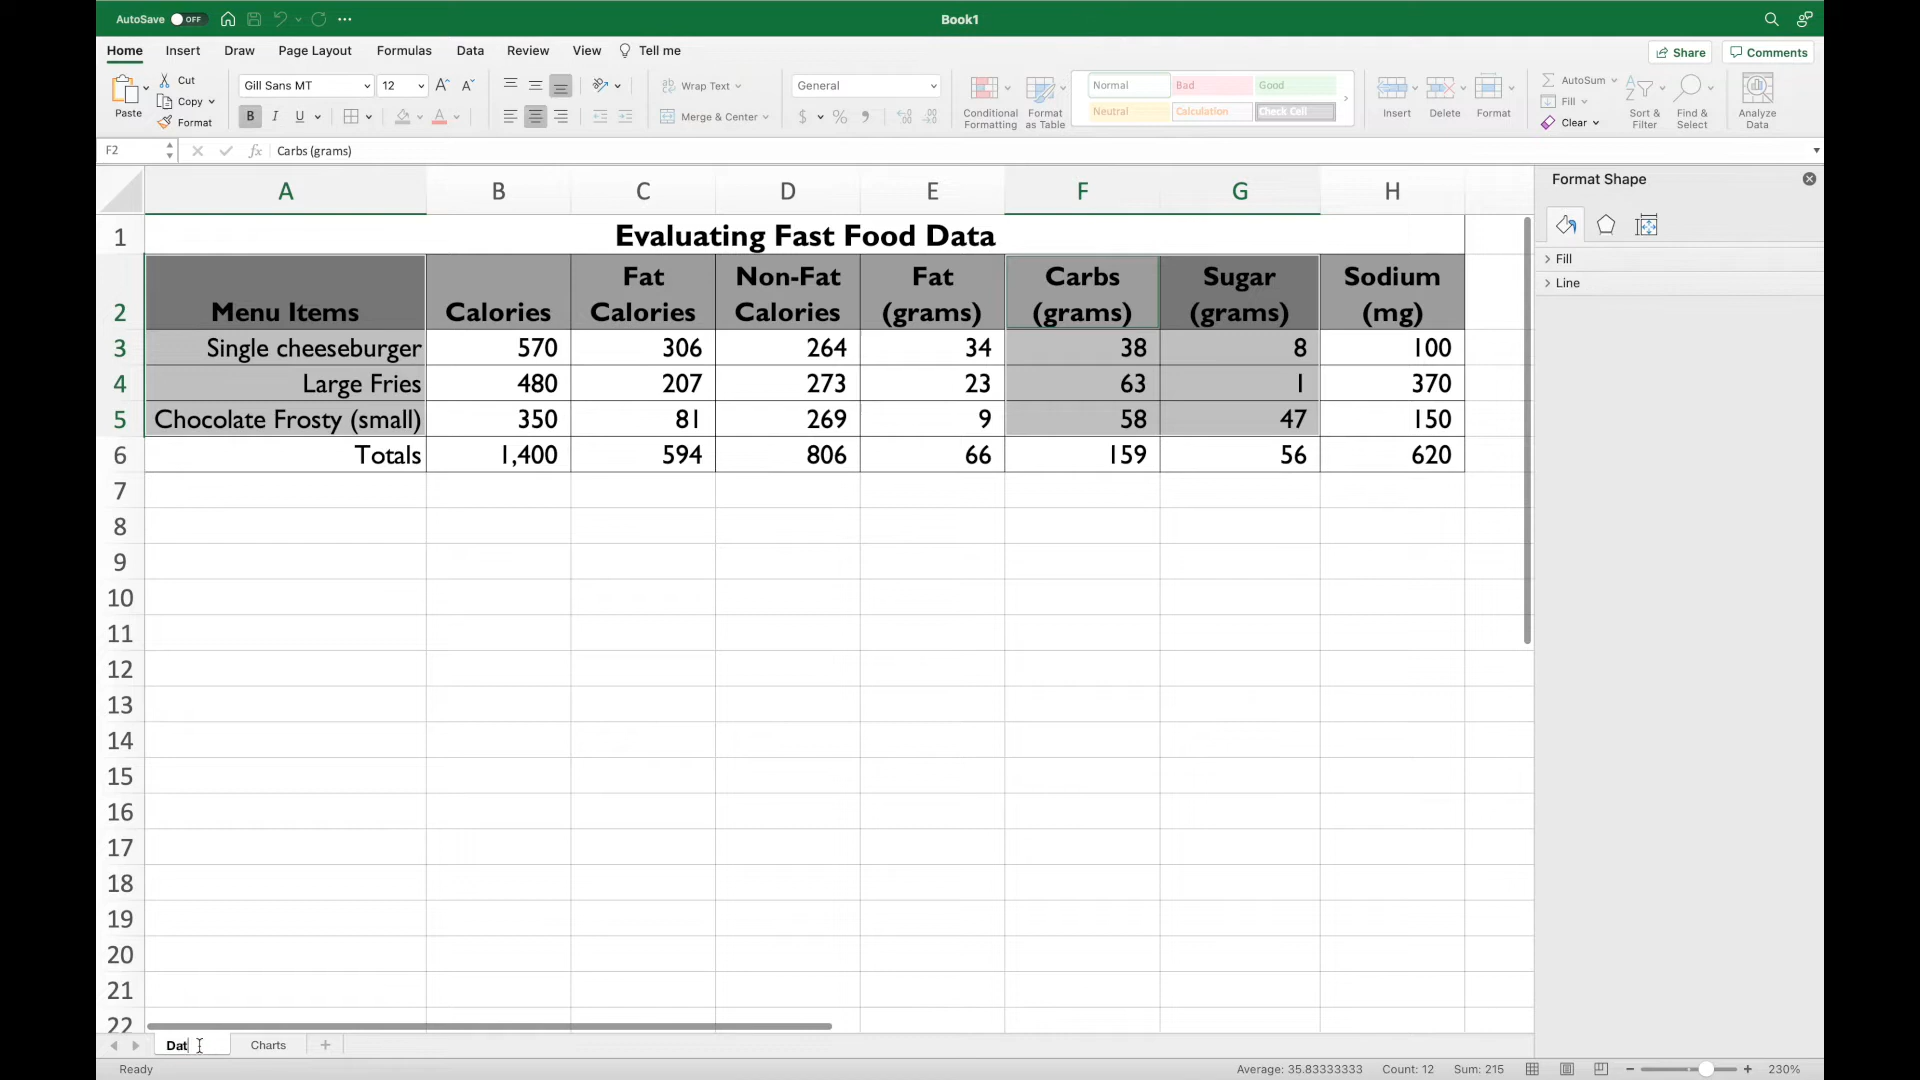 AutoSave OFF Book1
Home Insert Draw Page Layout Formulas Data Review View Tell me Share Comments
Paste Cut Copy Format Gill Sans MT 12 Wrap Text General Conditional Formatting Format as Table Normal Bad Good Insert Delete Format AutoSum Fill Clear Sort & Filter Find & Select Analyze Data
B I U Merge & Center $ % Neutral Calculation Check Cell
F2 fx Carbs (grams)
Format Shape
Fill
Line
A B C D E F G H
1 Evaluating Fast Food Data
2 Menu Items Calories Fat Calories Non-Fat Calories Fat (grams) Carbs (grams) Sugar (grams) Sodium (mg)
3 Single cheeseburger 570 306 264 34 38 8 100
4 Large Fries 480 207 273 23 63 1 370
5 Chocolate Frosty (small) 350 81 269 9 58 47 150
6 Totals 1,400 594 806 66 159 56 620
7
8
9
10
11
12
13
14
15
16
17
18
19
20
21
22
Dat Charts
Ready Average: 35.83333333 Count: 12 Sum: 215 230%